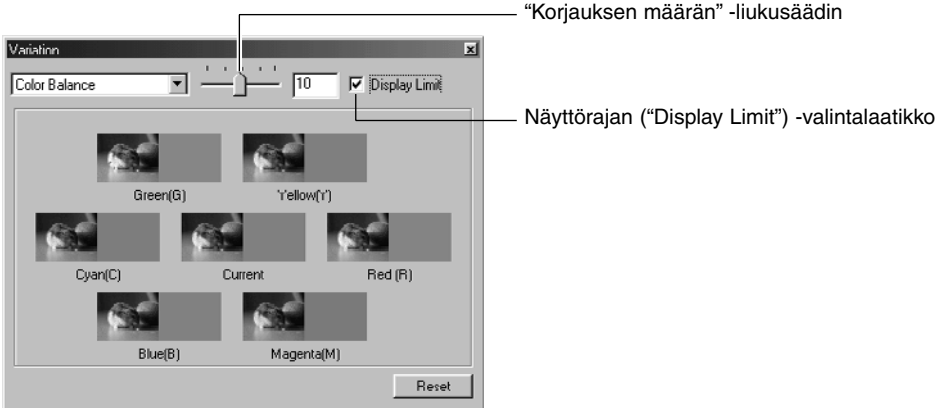 “Korjauksen määrän” -liukusäädin
Variation
Color Balance
10
Display Limit
Näyttörajan (“Display Limit”) -valintalaatikko
Green(G)
Yellow(Y)
Cyan(C)
Current
Red (R)
Blue(B)
Magenta(M)
Reset